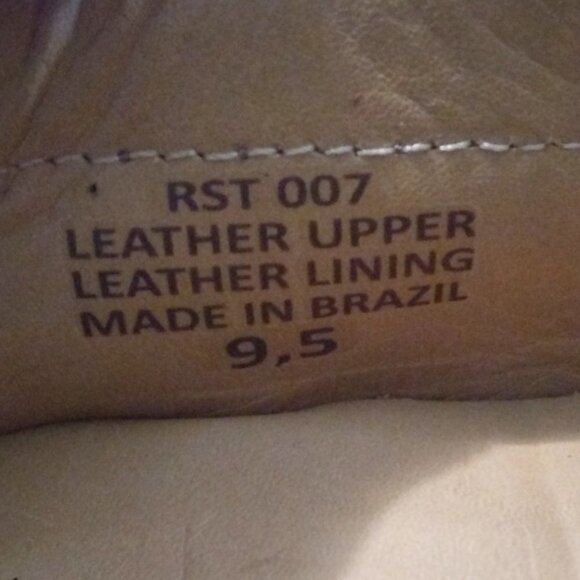 RST 007
LEATHER UPPER
LEATHER LINING
MADE IN BRAZIL
9,5